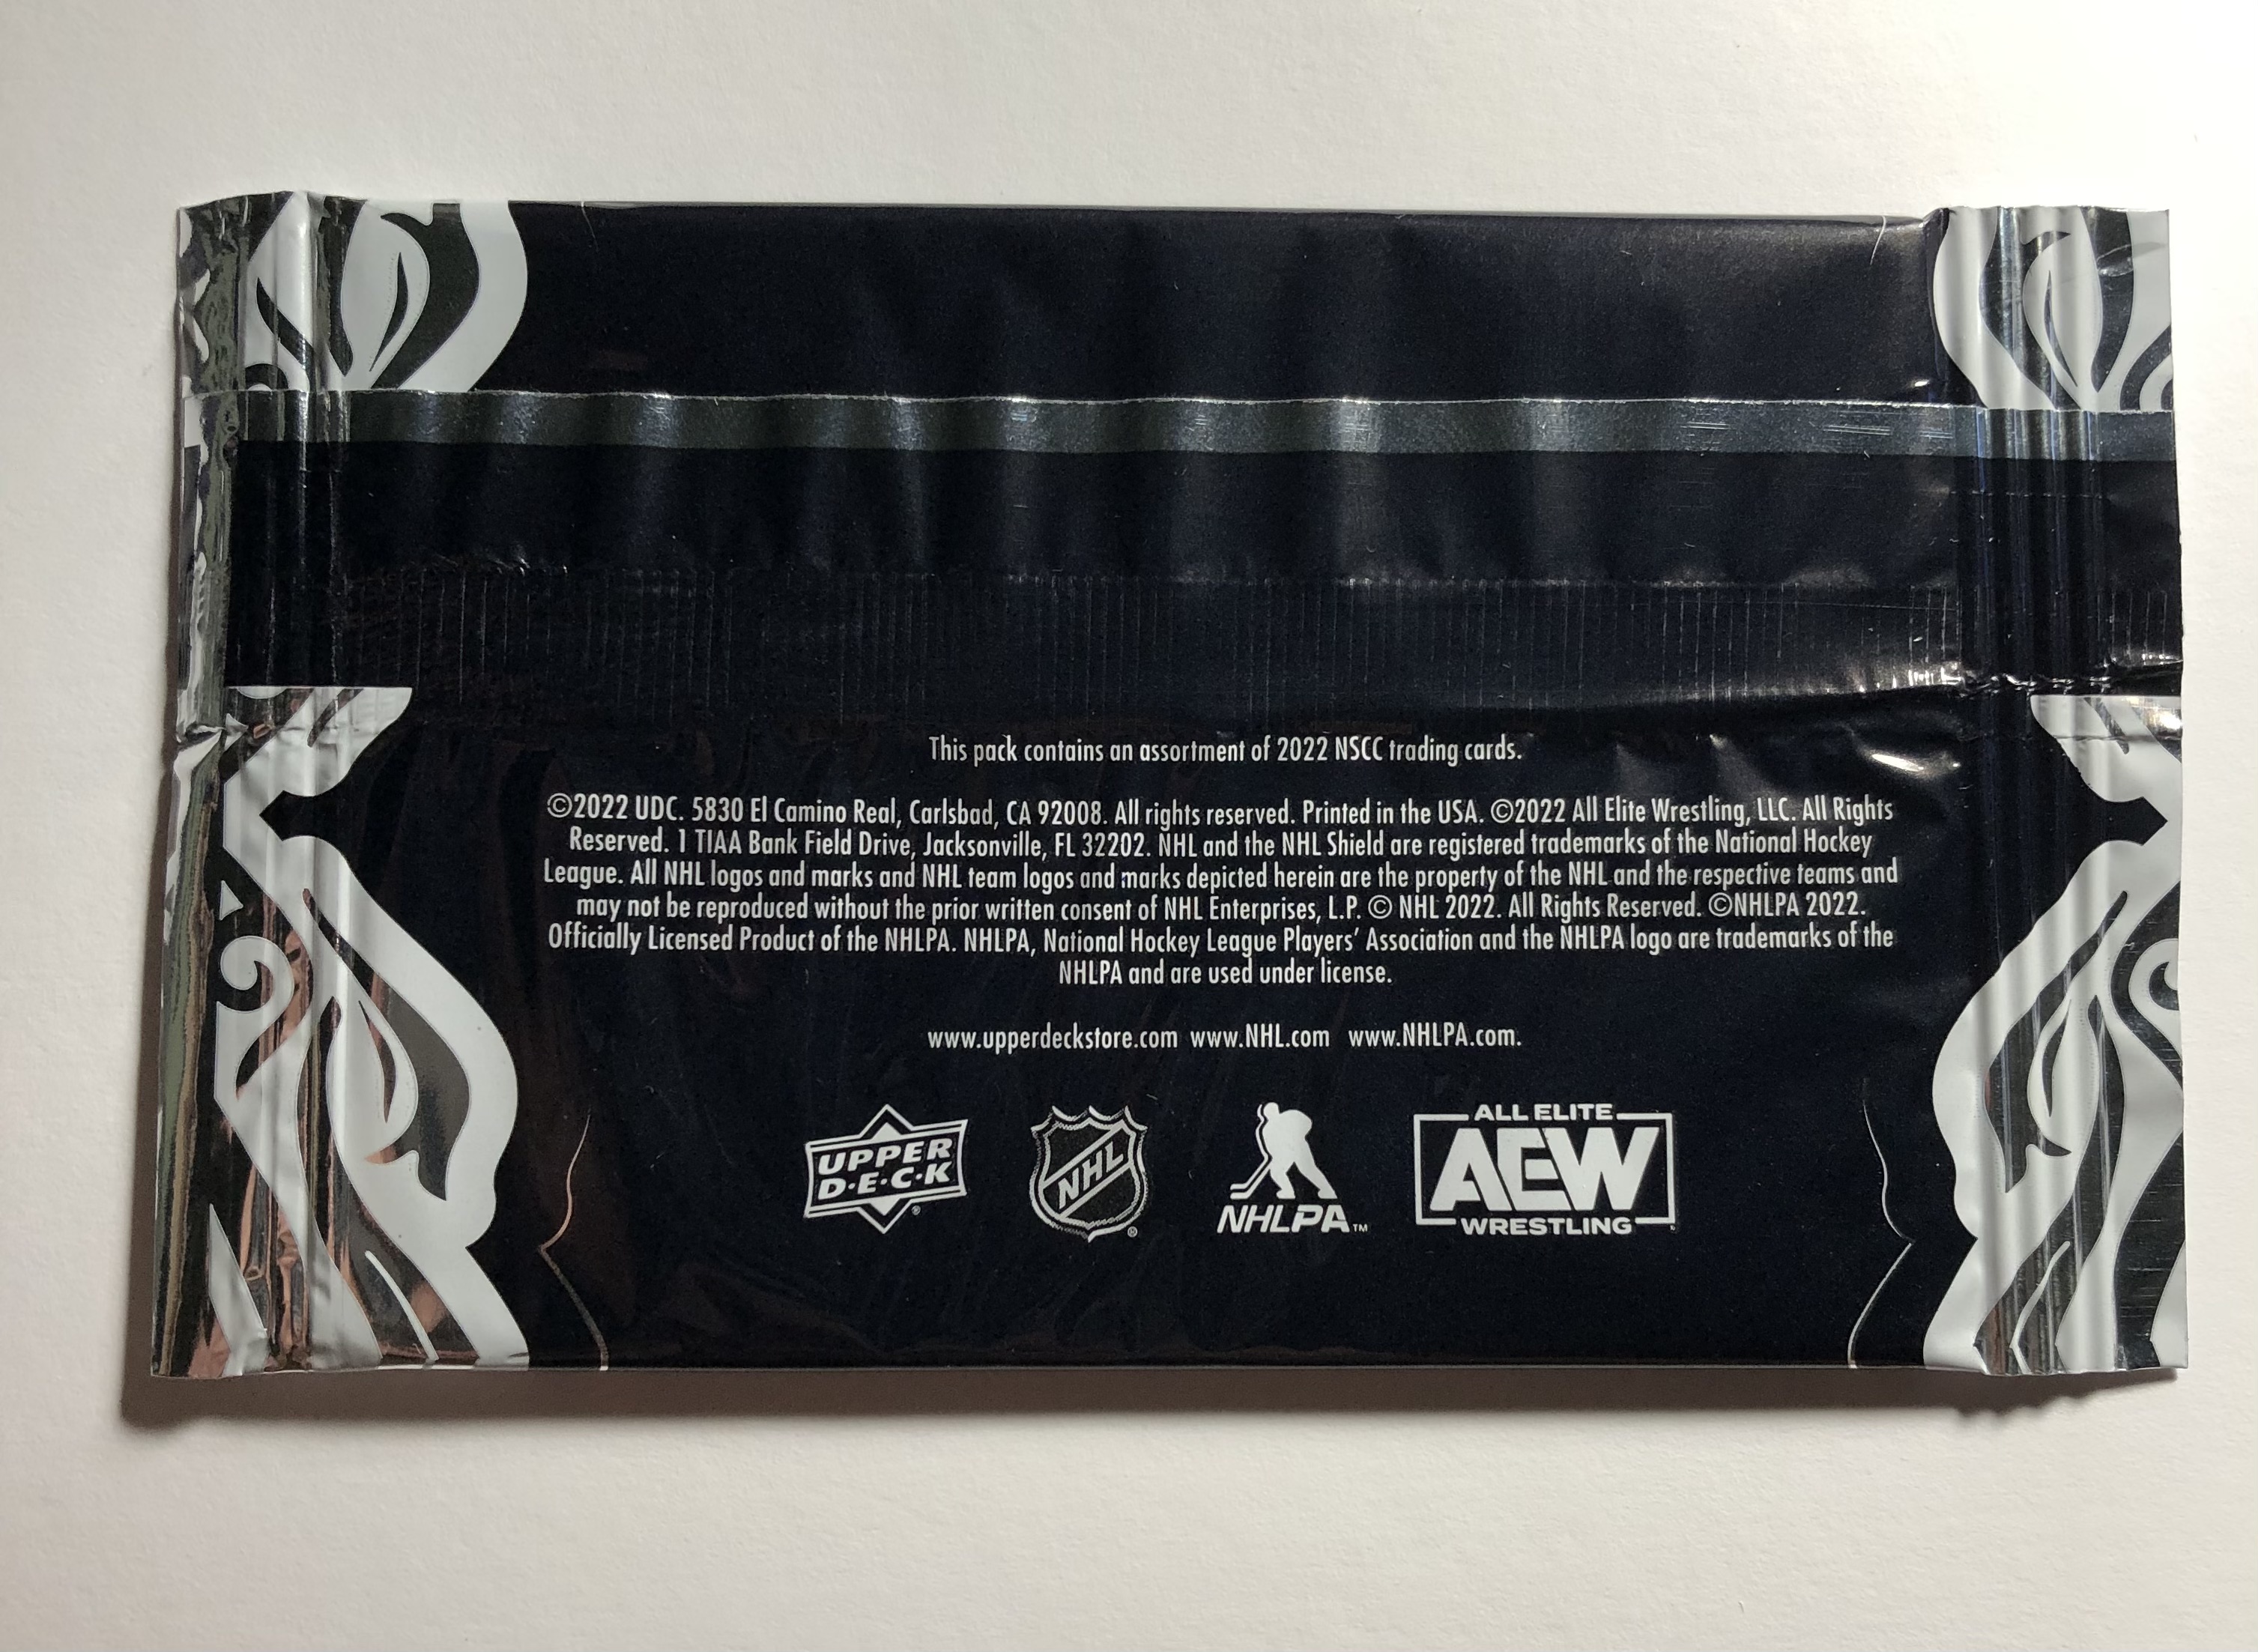 This pack contains an assortment of 2022 NSCC trading cards.
©2022 UDC. 5830 El Camino Real, Carlsbad, CA 92008. All rights reserved. Printed in the USA. ©2022 All Elite Wrestling, LLC. All Rights
Reserved. 1 TIAA Bank Field Drive, Jacksonville, FL 32202. NHL and the NHL Shield are registered trademarks of the National Hockey
League. All NHL logos and marks and NHL team logos and marks depicted herein are the property of the NHL and the respective teams and
may not be reproduced without the prior written consent of NHL Enterprises, L.P. © NHL 2022. All Rights Reserved. ©NHLPA 2022.
Officially Licensed Product of the NHLPA. NHLPA, National Hockey League Players’ Association and the NHLPA logo are trademarks of the
NHLPA and are used under license.
www.upperdeckstore.com www.NHL.com www.NHLPA.com.
UPPER
D·E·C·K®
NHL®
NHLPA™
ALL ELITE
AEW
WRESTLING